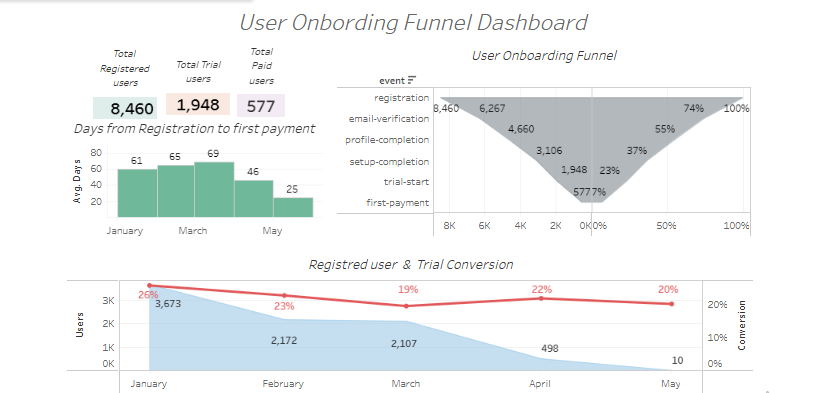 User Onbording Funnel Dashboard
Total
Registered
users
8,460
Total Trial
users
1,948
Total
Paid
users
577
Days from Registration to first payment
Avg. Days
80
60
40
20
61
65
69
46
25
January
March
May
User Onboarding Funnel
event
registration
email-verification
profile-completion
setup-completion
trial-start
first-payment
8,460
6,267
74%
100%
4,660
55%
3,106
37%
1,948
23%
577
7%
8K
6K
4K
2K
0K
0%
50%
100%
Registred user & Trial Conversion
Users
3K
2K
1K
0K
26%
23%
19%
22%
20%
3,673
2,172
2,107
498
10
20%
10%
0%
Conversion
January
February
March
April
May